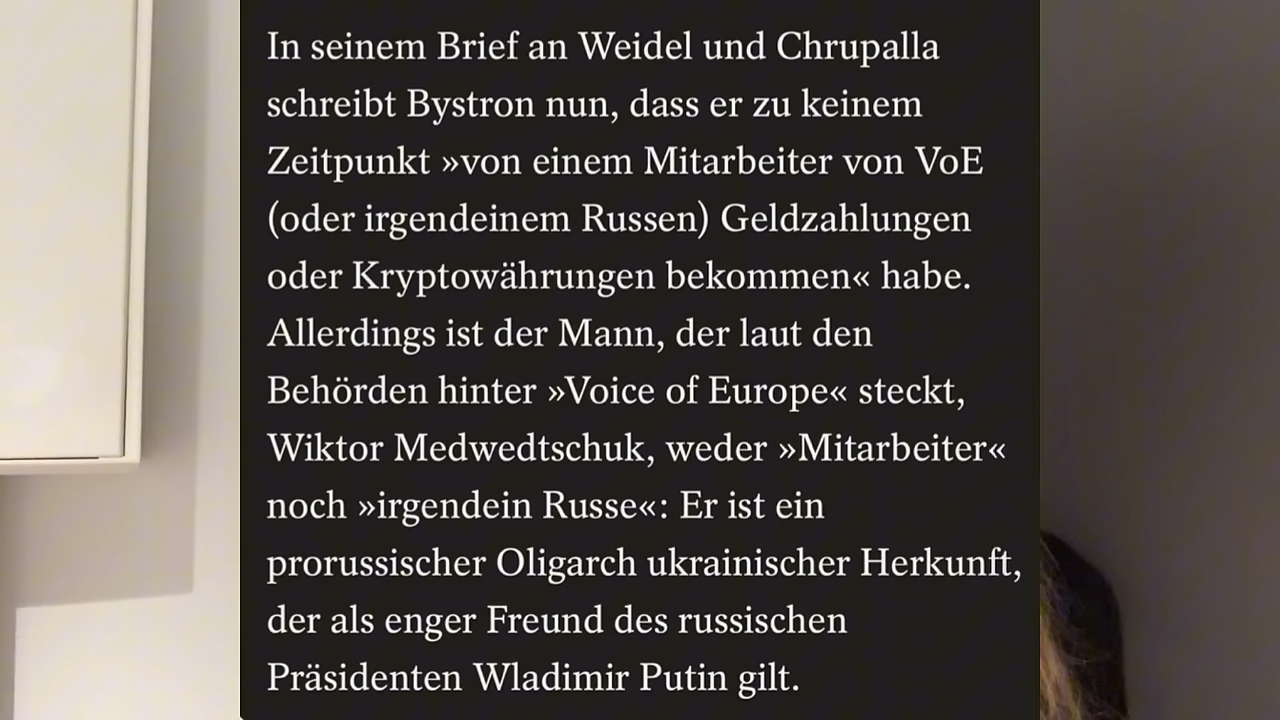 In seinem Brief an Weidel und Chrupalla
schreibt Bystron nun, dass er zu keinem
Zeitpunkt »von einem Mitarbeiter von VoE
(oder irgendeinem Russen) Geldzahlungen
oder Kryptowährungen bekommen« habe.
Allerdings ist der Mann, der laut den
Behörden hinter »Voice of Europe« steckt,
Wiktor Medwedtschuk, weder »Mitarbeiter«
noch »irgendein Russe«: Er ist ein
prorussischer Oligarch ukrainischer Herkunft,
der als enger Freund des russischen
Präsidenten Wladimir Putin gilt.